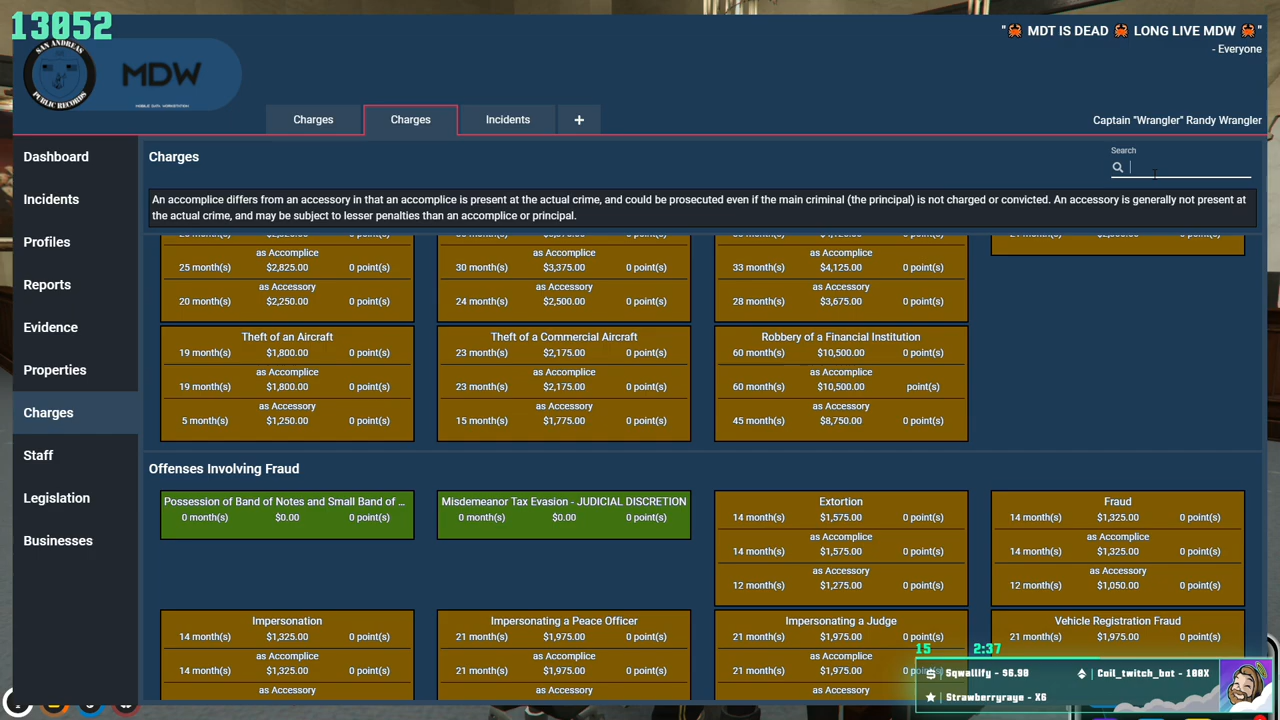 13052
SAN ANDREAS
PUBLIC RECORDS
MDW
MOBILE DATA WORKSTATION
" 🦀 MDT IS DEAD 🦀 LONG LIVE MDW 🦀 "
- Everyone
Charges
Charges
Incidents
+
Captain "Wrangler" Randy Wrangler
Dashboard
Incidents
Profiles
Reports
Evidence
Properties
Charges
Staff
Legislation
Businesses
Charges
Search
An accomplice differs from an accessory in that an accomplice is present at the actual crime, and could be prosecuted even if the main criminal (the principal) is not charged or convicted. An accessory is generally not present at
the actual crime, and may be subject to lesser penalties than an accomplice or principal.
as Accomplice
25 month(s) $2,825.00 0 point(s)
as Accessory
20 month(s) $2,250.00 0 point(s)
as Accomplice
30 month(s) $3,375.00 0 point(s)
as Accessory
24 month(s) $2,500.00 0 point(s)
as Accomplice
33 month(s) $4,125.00 0 point(s)
as Accessory
28 month(s) $3,675.00 0 point(s)
Theft of an Aircraft
19 month(s) $1,800.00 0 point(s)
as Accomplice
19 month(s) $1,800.00 0 point(s)
as Accessory
5 month(s) $1,250.00 0 point(s)
Theft of a Commercial Aircraft
23 month(s) $2,175.00 0 point(s)
as Accomplice
23 month(s) $2,175.00 0 point(s)
as Accessory
15 month(s) $1,775.00 0 point(s)
Robbery of a Financial Institution
60 month(s) $10,500.00 0 point(s)
as Accomplice
60 month(s) $10,500.00 point(s)
as Accessory
45 month(s) $8,750.00 0 point(s)
Offenses Involving Fraud
Possession of Band of Notes and Small Band of ...
0 month(s) $0.00 0 point(s)
Misdemeanor Tax Evasion - JUDICIAL DISCRETION
0 month(s) $0.00 0 point(s)
Extortion
14 month(s) $1,575.00 0 point(s)
as Accomplice
14 month(s) $1,575.00 0 point(s)
as Accessory
12 month(s) $1,275.00 0 point(s)
Fraud
14 month(s) $1,325.00 0 point(s)
as Accomplice
14 month(s) $1,325.00 0 point(s)
as Accessory
12 month(s) $1,050.00 0 point(s)
Impersonation
14 month(s) $1,325.00 0 point(s)
as Accomplice
14 month(s) $1,325.00 0 point(s)
as Accessory
Impersonating a Peace Officer
21 month(s) $1,975.00 0 point(s)
as Accomplice
21 month(s) $1,975.00 0 point(s)
as Accessory
Impersonating a Judge
21 month(s) $1,975.00 0 point(s)
as Accomplice
21 month(s) $1,975.00
as Accessory
Vehicle Registration Fraud
21 month(s) $1,975.00 0 point(s)
15 2:37
Sqwallify - $6.99
Coil_twitch_bot - 100X
Strawberryraye - X6